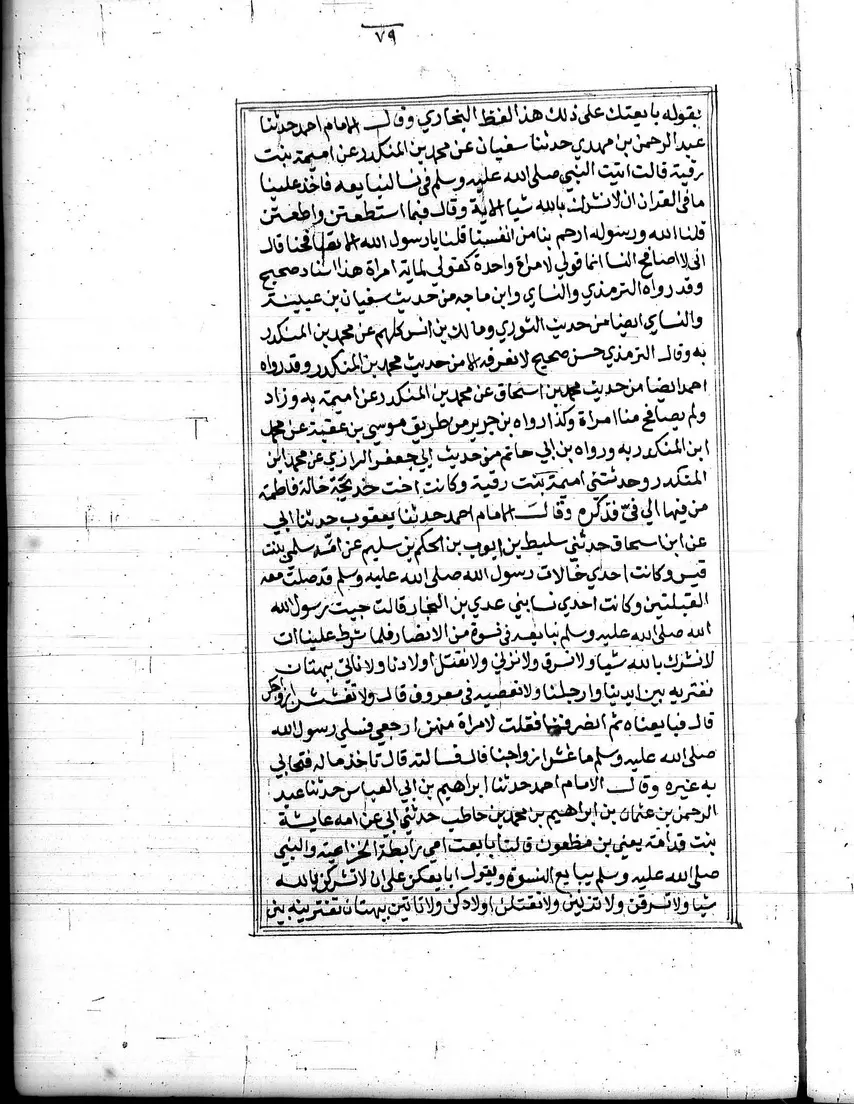 ٧٩
بقوله بايعتك على ذلك هذا لفظ البخاري وقال الامام احمد حدثنا
عبد الرحمن بن مهدي حدثنا سفيان عن محمد بن المنكدر عن اميمة بنت
رقية قالت اتيت النبي صلى الله عليه وسلم في نسا لنبايعه فاخذ علينا
ما في القران ان لا نشرك بالله شيا الاية وقال فيما استطعتن واطعتن
قلنا الله ورسوله ارحم بنا من انفسنا قلنا يا رسول الله الا تصافحنا قال
اني لا اصافح النسا انما قولي لامراة واحدة كقولي لماية امراة هذا اسناد صحيح
وقد رواه الترمذي والنساي وابن ماجه من حديث سفيان بن عيينة
والنساي ايضا من حديث الثوري ومالك بن انس كلهم عن محمد بن المنكدر
به وقال الترمذي حسن صحيح لا نعرفه الا من حديث محمد بن المنكدر وقد رواه
احمد ايضا من حديث محمد بن اسحاق عن محمد بن المنكدر عن اميمة به وزاد
ولم يصافح منا امراة وكذا رواه بن جرير من طريق موسي بن عقبة عن محمد
ابن المنكدر به ورواه بن ابي حاتم من حديث ابي جعفر الرازي عن محمد ابن
المنكدر وحدثتني اميمة بنت رقية وكانت اخت خديجة خالة فاطمة
من فيها الي في فذكره وقال الامام احمد حدثنا يعقوب حدثنا ابي
عن ابن اسحاق حدثني سليط بن ايوب بن الحكم بن سليم عن امه سلمى بنت
قيس وكانت احدي خالات رسول الله صلى الله عليه وسلم قد صلت معه
القبلتين وكانت احدي نسا بني عدي بن النجار قالت جيت رسول الله
الله صلى الله عليه وسلم نبايعه في نسوة من الانصار فلما شرط علينا ان
لا نشرك بالله شيا ولا نسرق ولا نزني ولا نقتل اولادنا ولا ناتي ببهتان
نفتريه بين ايدينا وارجلنا ولا نعصيه في معروف قال ولا تغششن ازواجكن
قال فبايعناه ثم انصرفنا فقلت لامراة منهن ارجعي فسلي رسول الله
صلى الله عليه وسلم ما غش ازواجنا قال فسالته قال تاخذ ماله فتحابي
به غيره وقال الامام احمد حدثنا ابراهيم بن ابي العباس حدثنا عبد
الرحمن بن عثمان بن ابراهيم بن محمد بن حاطب حدثني ابي عن امه عايشة
بنت قدامة يعني بن مظعون قالت بايعت امي رايطة الخزاعية والنبي
صلى الله عليه وسلم يبايع النسوة ويقول ابايعكن على ان لا تشركن بالله
شيا ولا تسرقن ولا تزنين ولا تقتلن اولادكن ولا تاتين ببهتان تفترينه بين